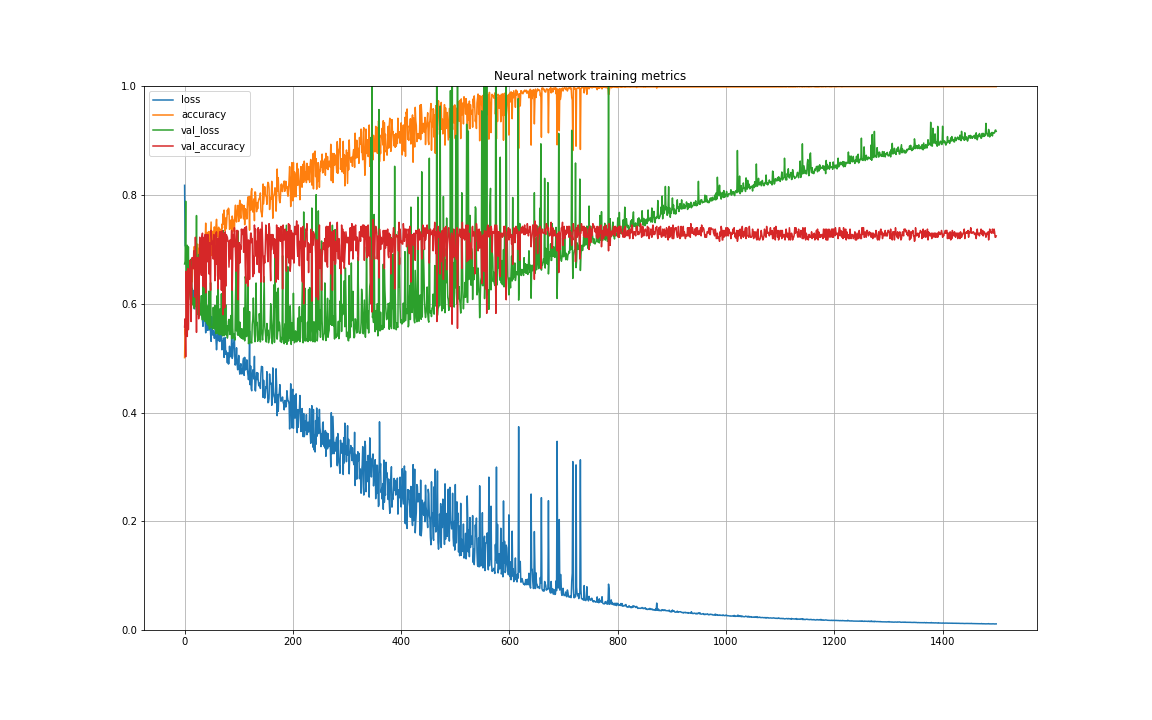 Neural network training metrics
loss
accuracy
val_loss
val_accuracy
1.0
0.8
0.6
0.4
0.2
0.0
0 200 400 600 800 1000 1200 1400